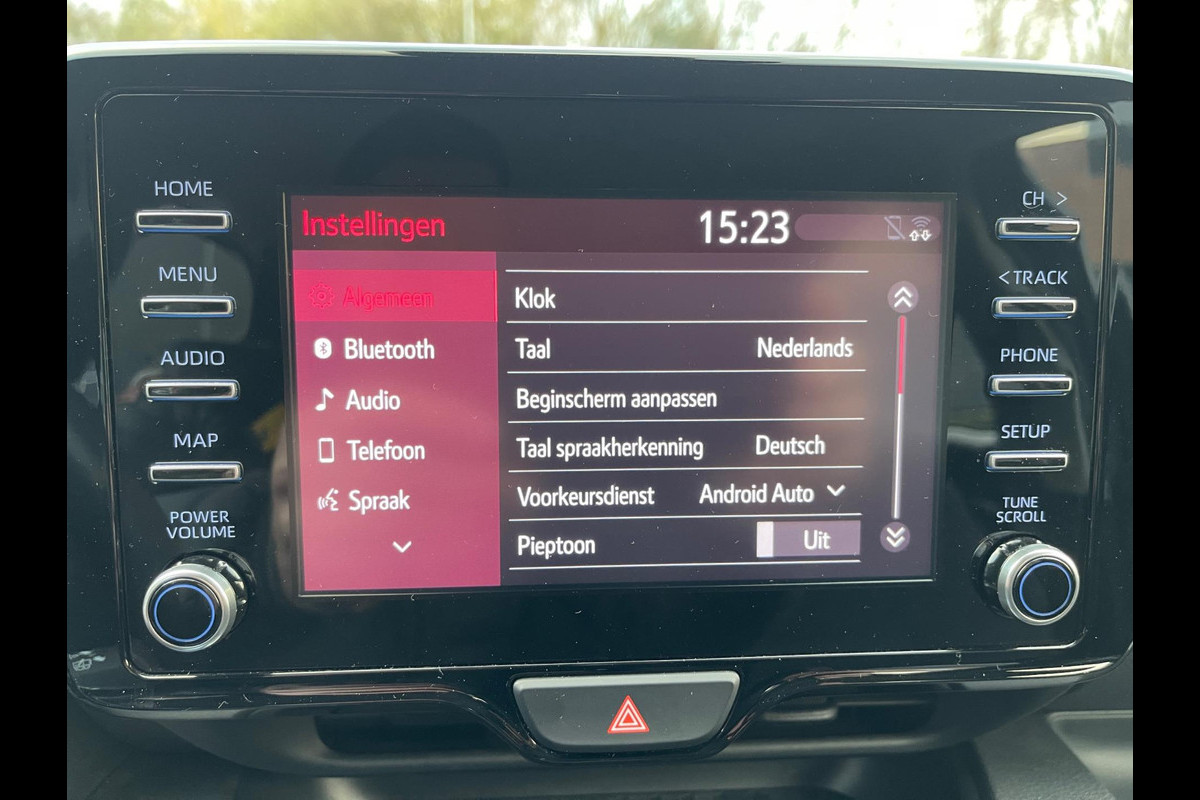 HOME
MENU
AUDIO
MAP
POWER
VOLUME
Instellingen
15:23
Algemeen
Bluetooth
Audio
Telefoon
Spraak
Klok
Taal Nederlands
Beginscherm aanpassen
Taal spraakherkenning Deutsch
Voorkeursdienst Android Auto
Pieptoon Uit
CH >
< TRACK
PHONE
SETUP
TUNE
SCROLL